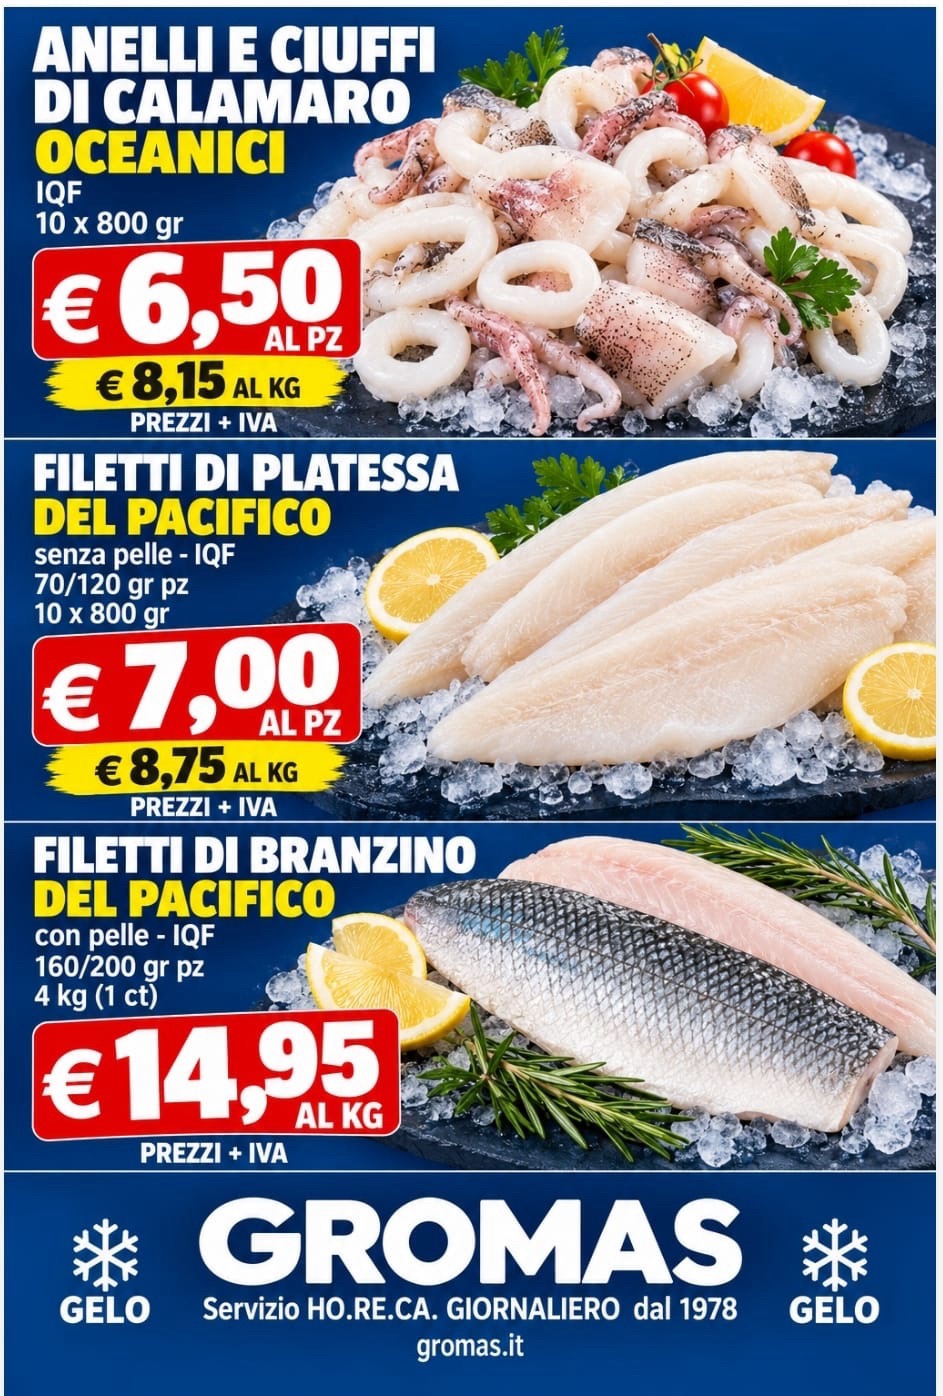 ANELLI E CIUFFI
DI CALAMARO
OCEANICI
IQF
10 x 800 gr
€ 6,50
AL PZ
€ 8,15 AL KG
PREZZI + IVA
FILETTI DI PLATESSA
DEL PACIFICO
senza pelle - IQF
70/120 gr pz
10 x 800 gr
€ 7,00
AL PZ
€ 8,75 AL KG
PREZZI + IVA
FILETTI DI BRANZINO
DEL PACIFICO
con pelle - IQF
160/200 gr pz
4 kg (1 ct)
€ 14,95
AL KG
PREZZI + IVA
GROMAS
GELO
GELO
Servizio HO.RE.CA. GIORNALIERO dal 1978
gromas.it